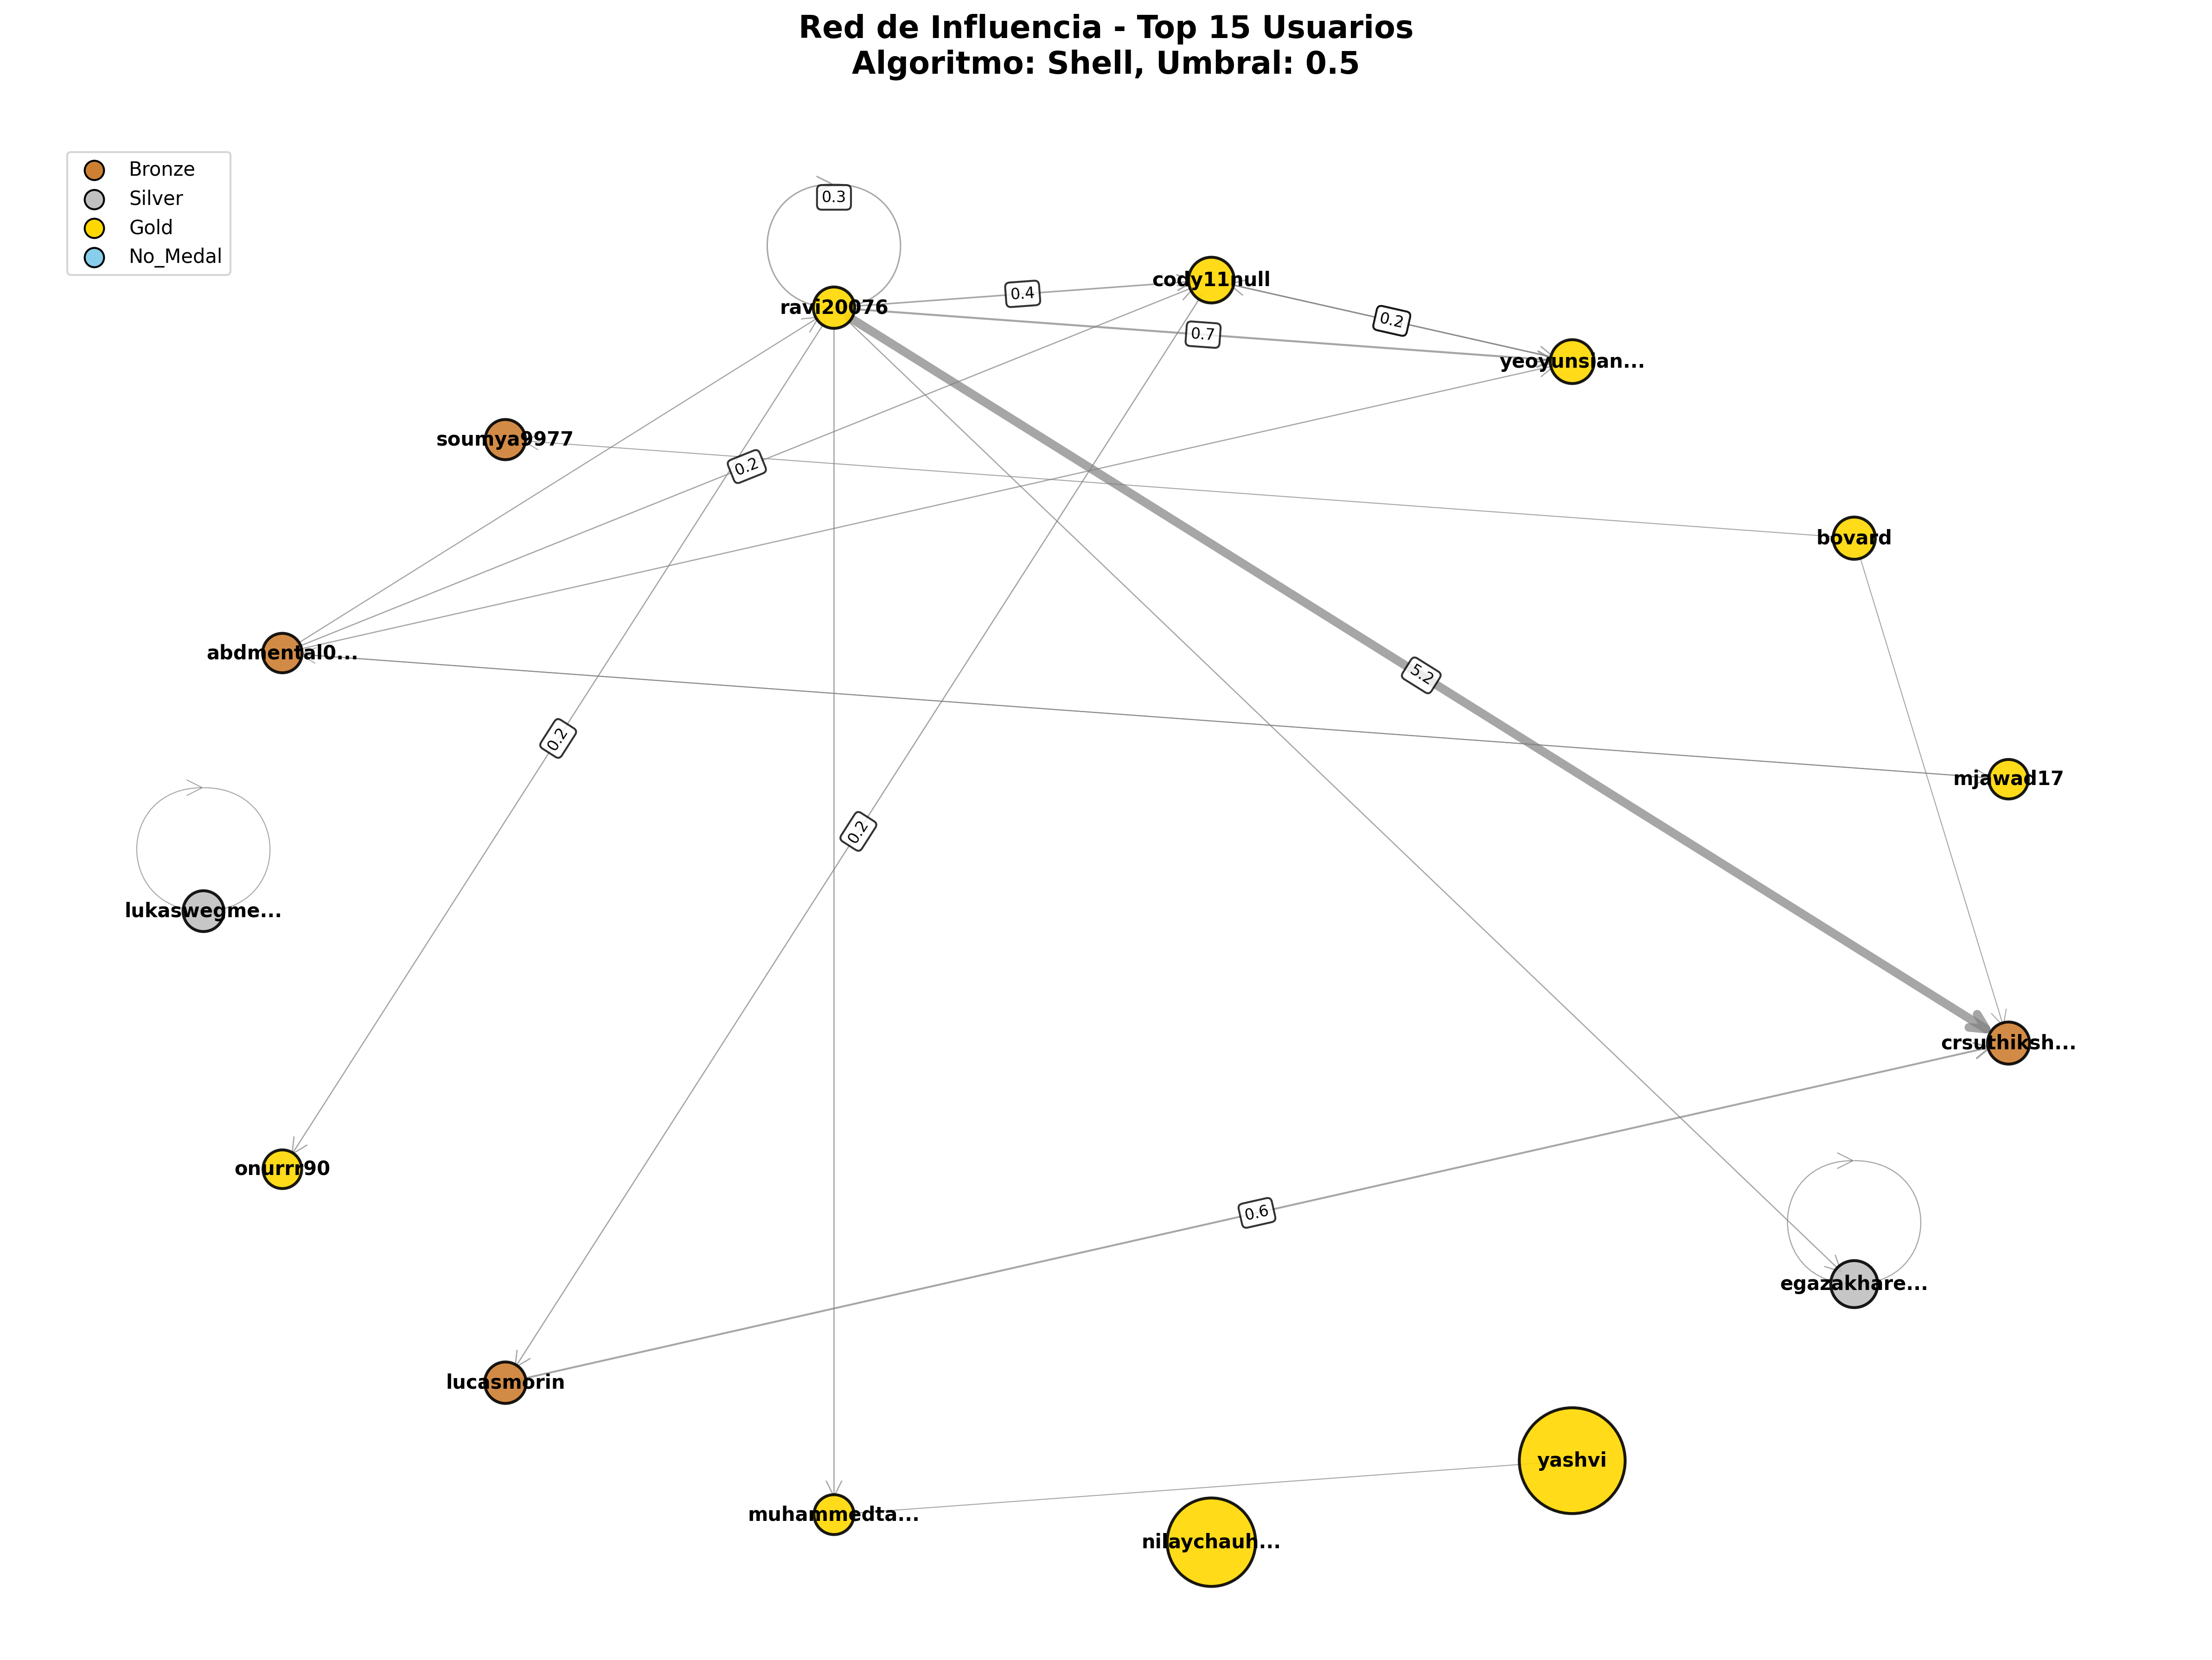 Red de Influencia - Top 15 Usuarios
Algoritmo: Shell, Umbral: 0.5
Bronze
Silver
Gold
No_Medal
0.3
cody11null
0.4
ravi20076
0.2
0.7
yeoyunsian...
soumya9977
0.2
bovard
abdmental0...
5.2
0.2
mjawad17
0.2
lukaswegme...
crsuthiksh...
onurrr90
0.6
egazakhare...
lucasmorin
yashvi
muhammedta...
nilaychauh...